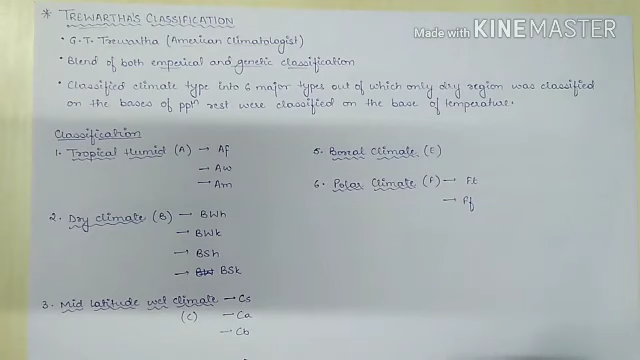 Made with KINEMASTER
* TREWARTHA'S CLASSIFICATION
• G.T. Trewartha (American Climatologist)
• Blend of both emperical and genetic classification
• Classified climate type into 6 major types out of which only dry region was classified
on the bases of pptn rest were classified on the base of temperature.
Classification
1. Tropical Humid (A) → Af
→ Aw
→ Am
2. Dry climate (B) → BWh
→ BWk
→ BSh
→ BSk
3. Mid latitude wet climate → Cs
(C) → Ca
→ Cb
5. Boreal Climate (E)
6. Polar Climate (F) → Ft
→ Ff